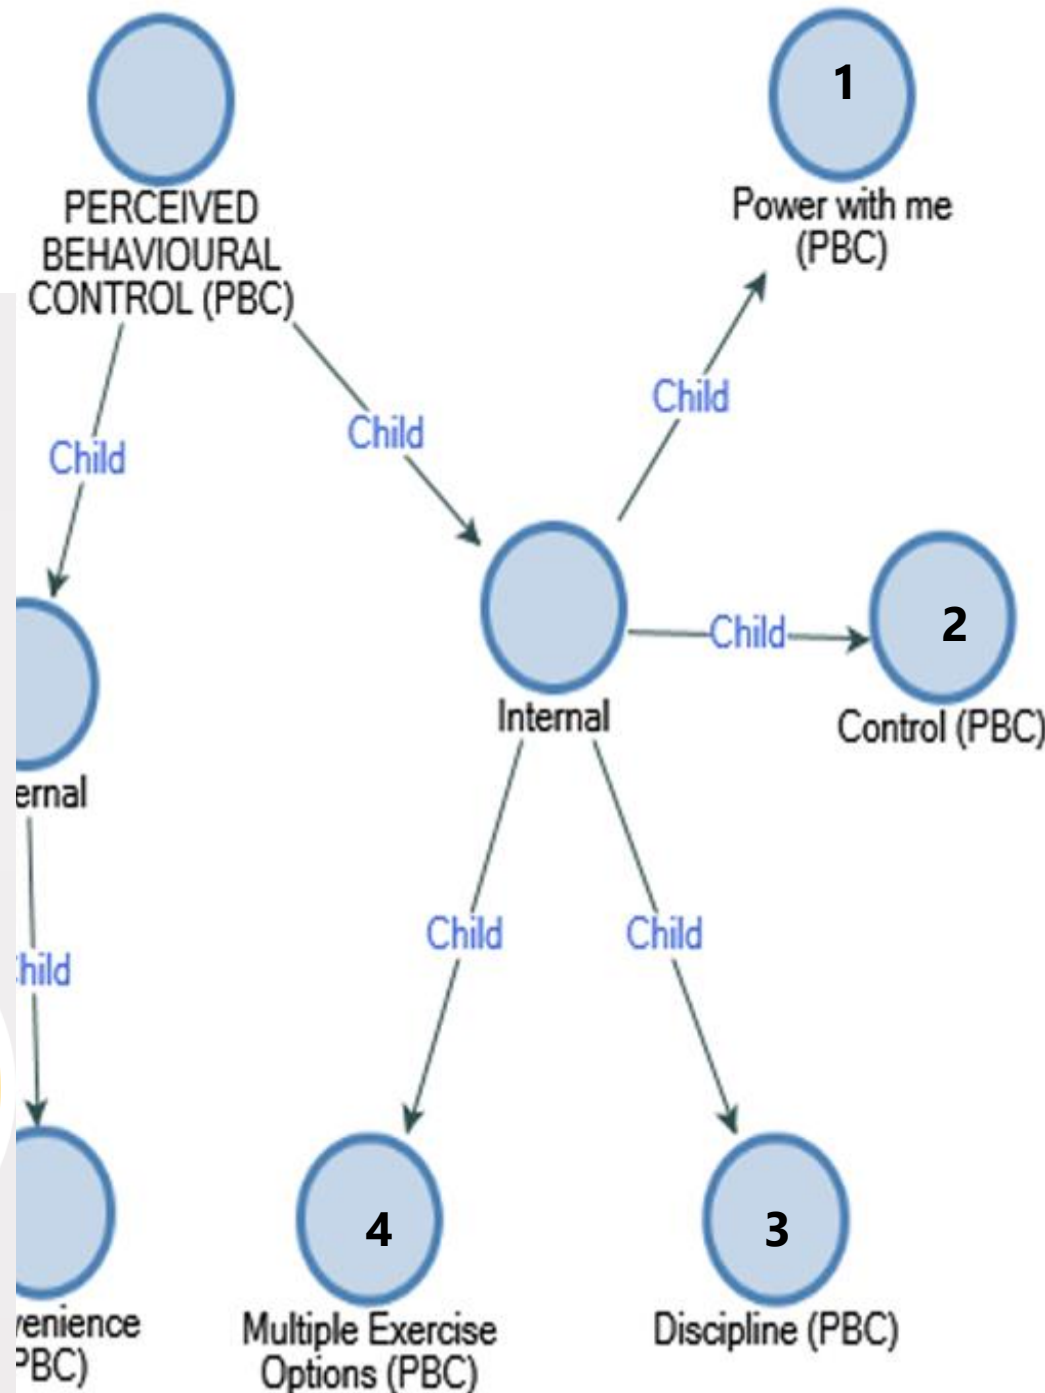 1
Power with me
(PBC)
PERCEIVED
BEHAVIOURAL
CONTROL (PBC)
Child
Child
Child
Child
2
Control (PBC)
Internal
ernal
Child
Child
hild
4
3
venience
PBC)
Multiple Exercise
Options (PBC)
Discipline (PBC)